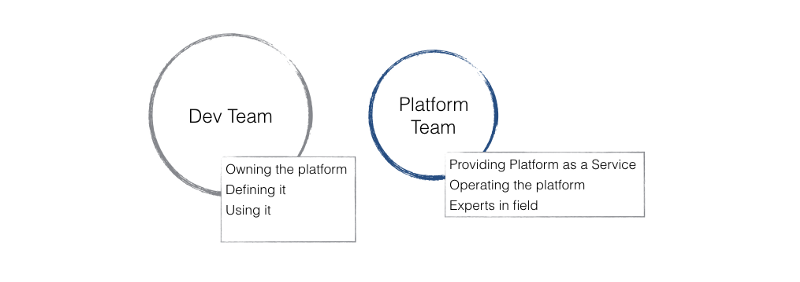 Dev Team
Owning the platform
Defining it
Using it
Platform
Team
Providing Platform as a Service
Operating the platform
Experts in field